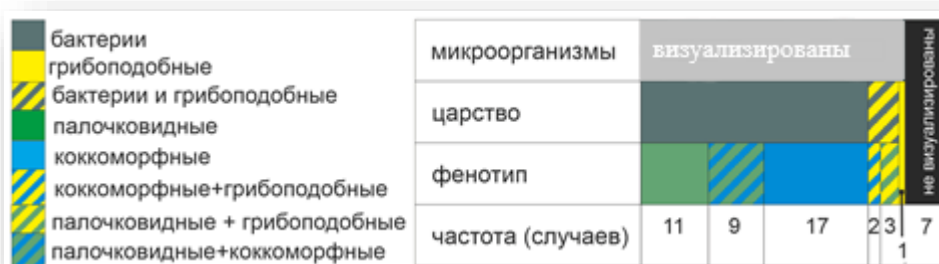 бактерии
грибоподобные
бактерии и грибоподобные
палочковидные
коккоморфные
коккоморфные+грибоподобные
палочковидные + грибоподобные
палочковидные+коккоморфные
микроорганизмы
визуализированы
не визуализированы
царство
фенотип
частота (случаев)
11 9 17 2 3 1 7